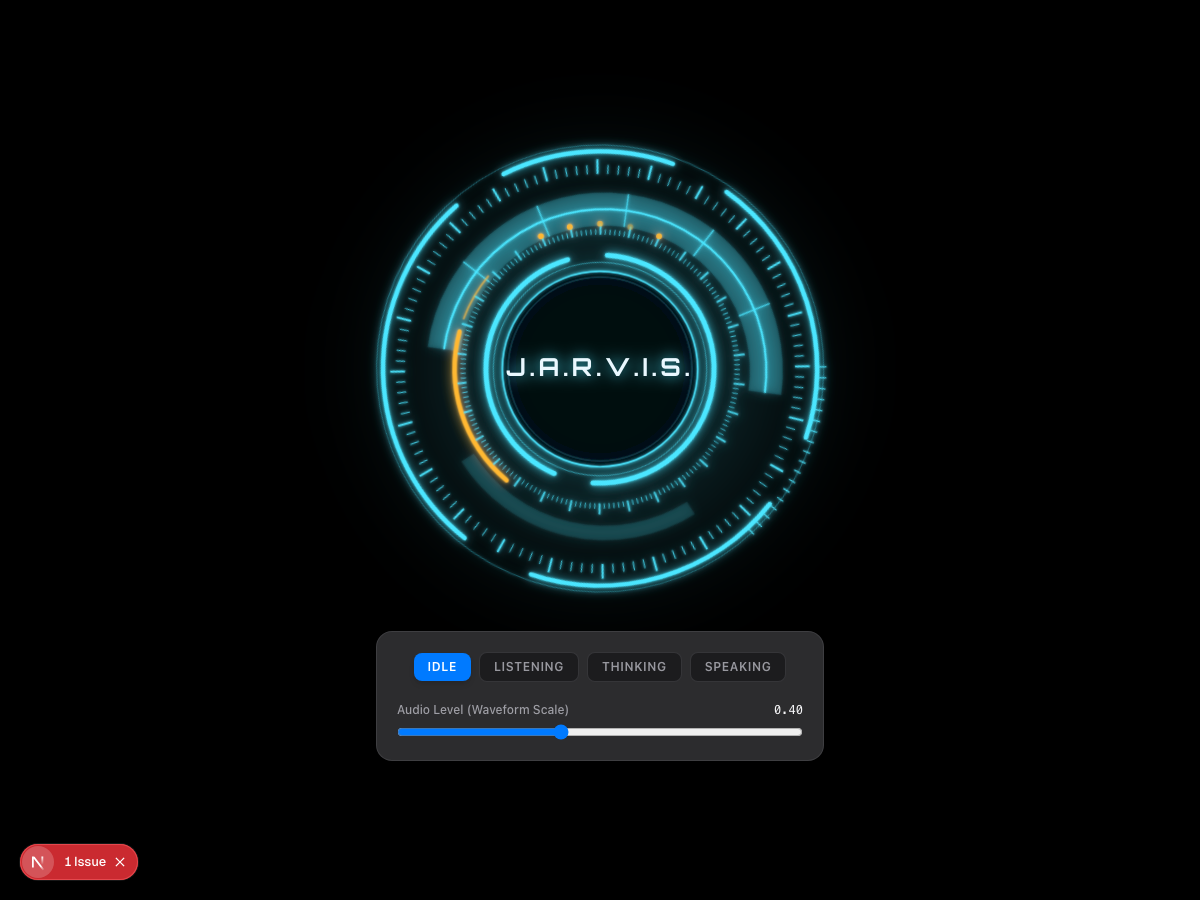 J.A.R.V.I.S.
IDLE LISTENING THINKING SPEAKING
Audio Level (Waveform Scale) 0.40
N 1 Issue